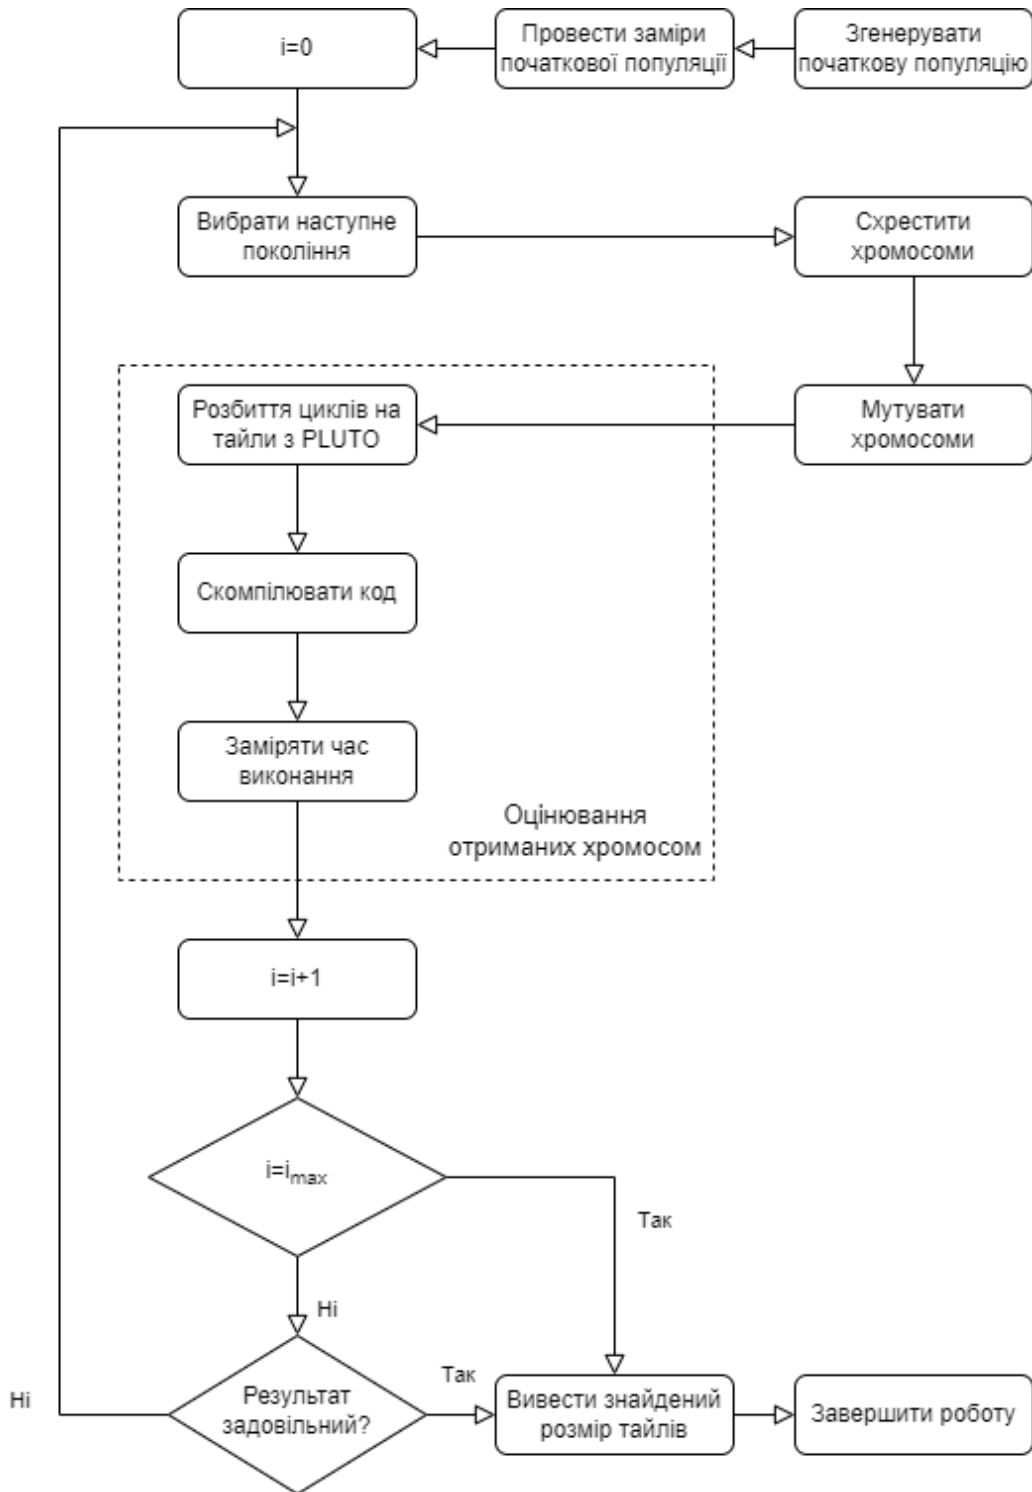 Згенерувати
початкову популяцію
Провести заміри
початкової популяції
i=0
Вибрати наступне
покоління
Схрестити
хромосоми
Мутувати
хромосоми
Розбиття циклів на
тайли з PLUTO
Скомпілювати код
Заміряти час
виконання
Оцінювання
отриманих хромосом
i=i+1
i=imax
Так
Ні
Результат
задовільний?
Ні
Так
Вивести знайдений
розмір тайлів
Завершити роботу